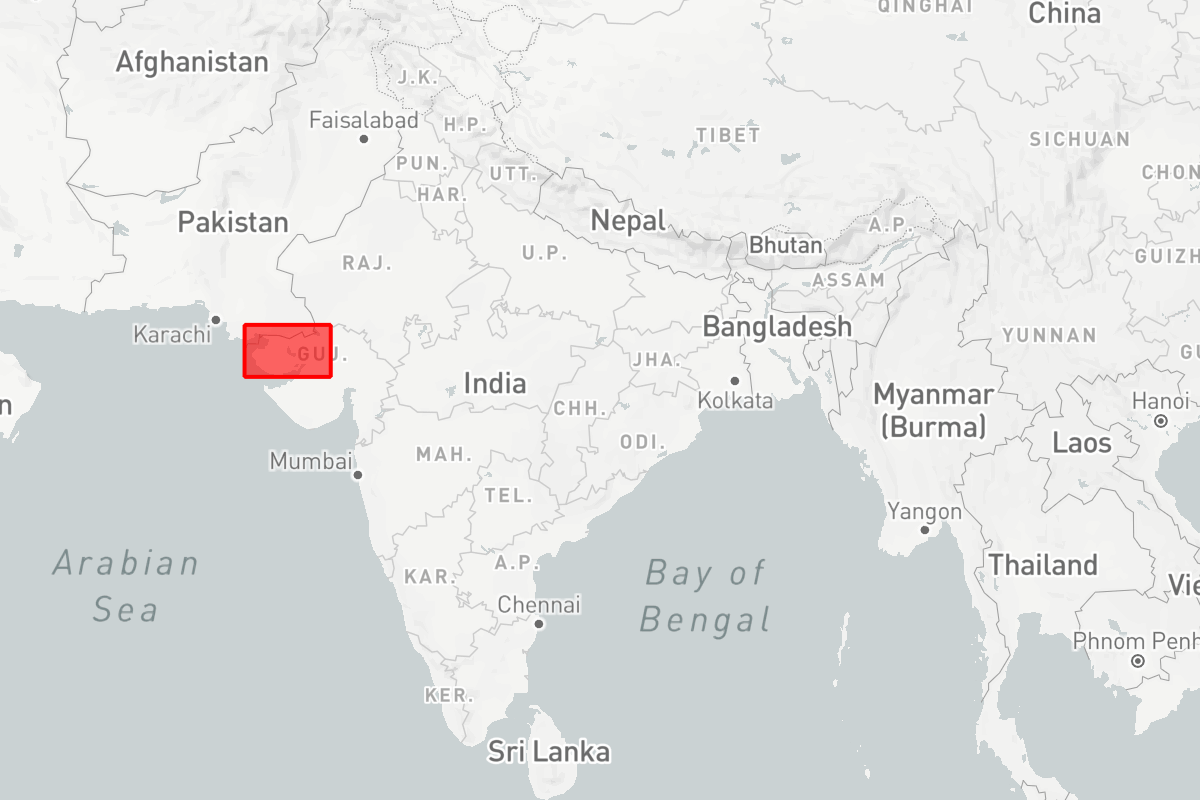 QINGHAI
China
Afghanistan
J.K.
Faisalabad
H.P.
TIBET
SICHUAN
PUN.
UTT.
CHON
HAR.
Pakistan
Nepal
A.P.
Bhutan
RAJ.
U.P.
GUIZH
ASSAM
Karachi
Bangladesh
YUNNAN
GUJ.
JHA.
GU
India
Kolkata
Myanmar
(Burma)
Hanoi
n
CHH.
ODI.
Laos
MAH.
Mumbai
TEL.
Yangon
Arabian
Sea
A.P.
Bay of
Bengal
Thailand
KAR.
Vie
Chennai
Phnom Penh
KER.
Sri Lanka